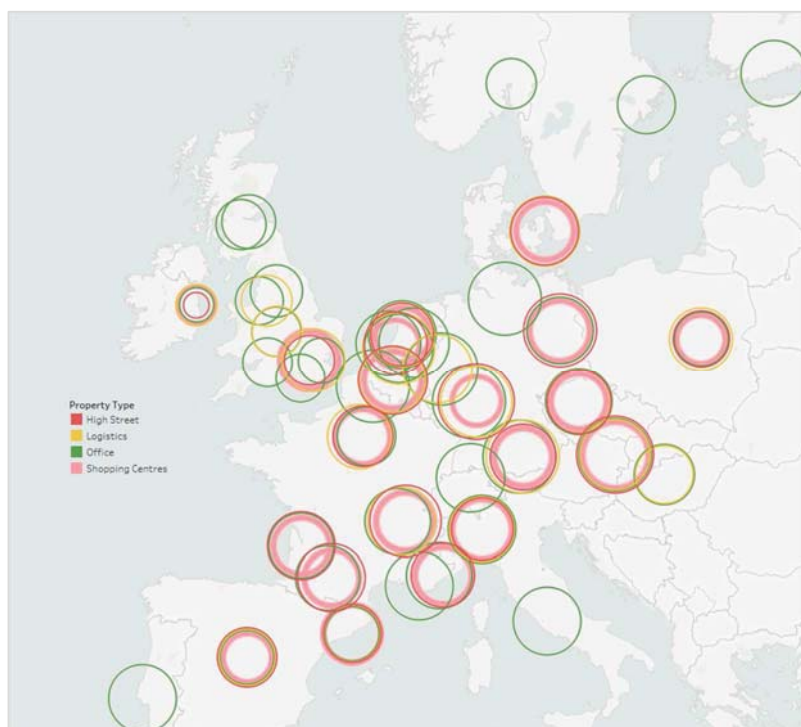 Property Type
High Street
Logistics
Office
Shopping Centres